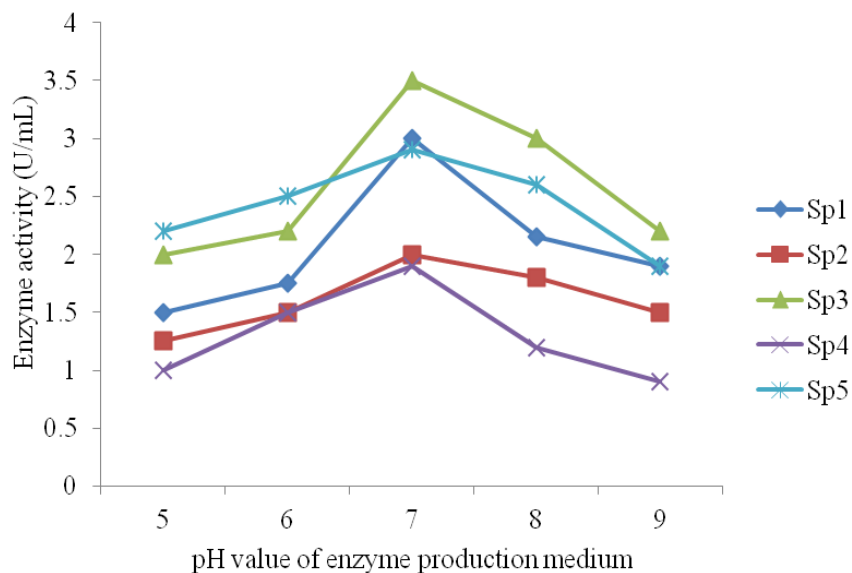 Enzyme activity (U/mL)
4
3.5
3
2.5
2
1.5
1
0.5
0
5 6 7 8 9
pH value of enzyme production medium
Sp1
Sp2
Sp3
Sp4
Sp5